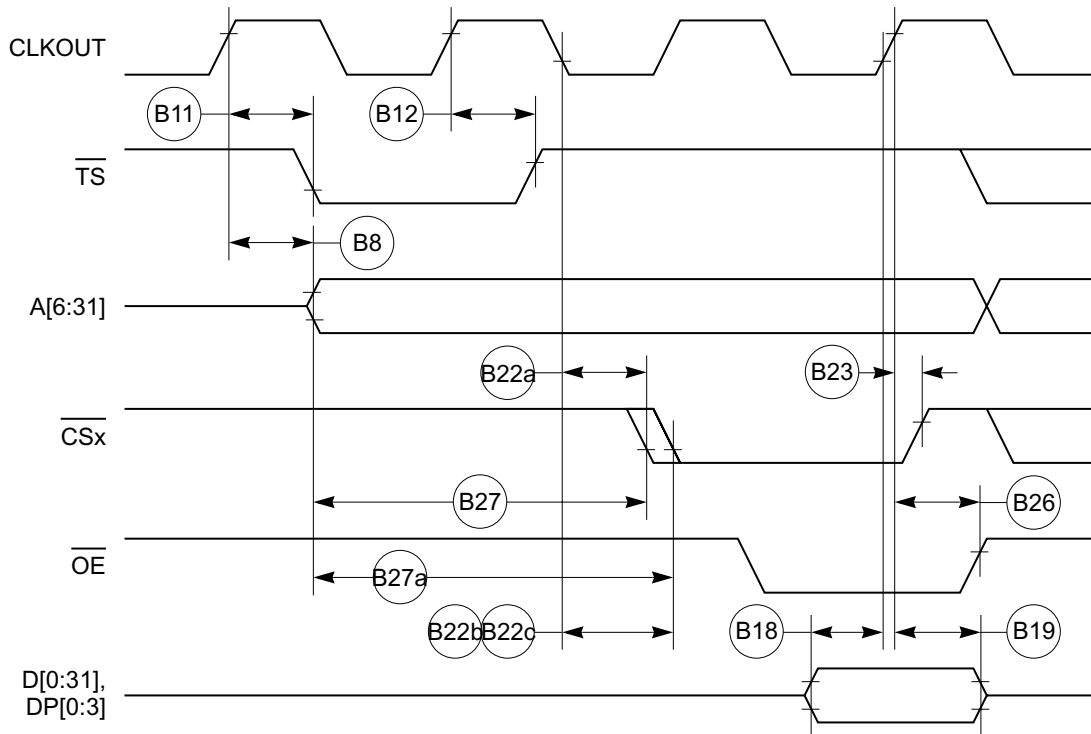 CLKOUT
B11
B12
TS
B8
A[6:31]
B22a
B23
CSx
B27
B26
OE
B27a
B22b B22c
B18
B19
D[0:31],
DP[0:3]